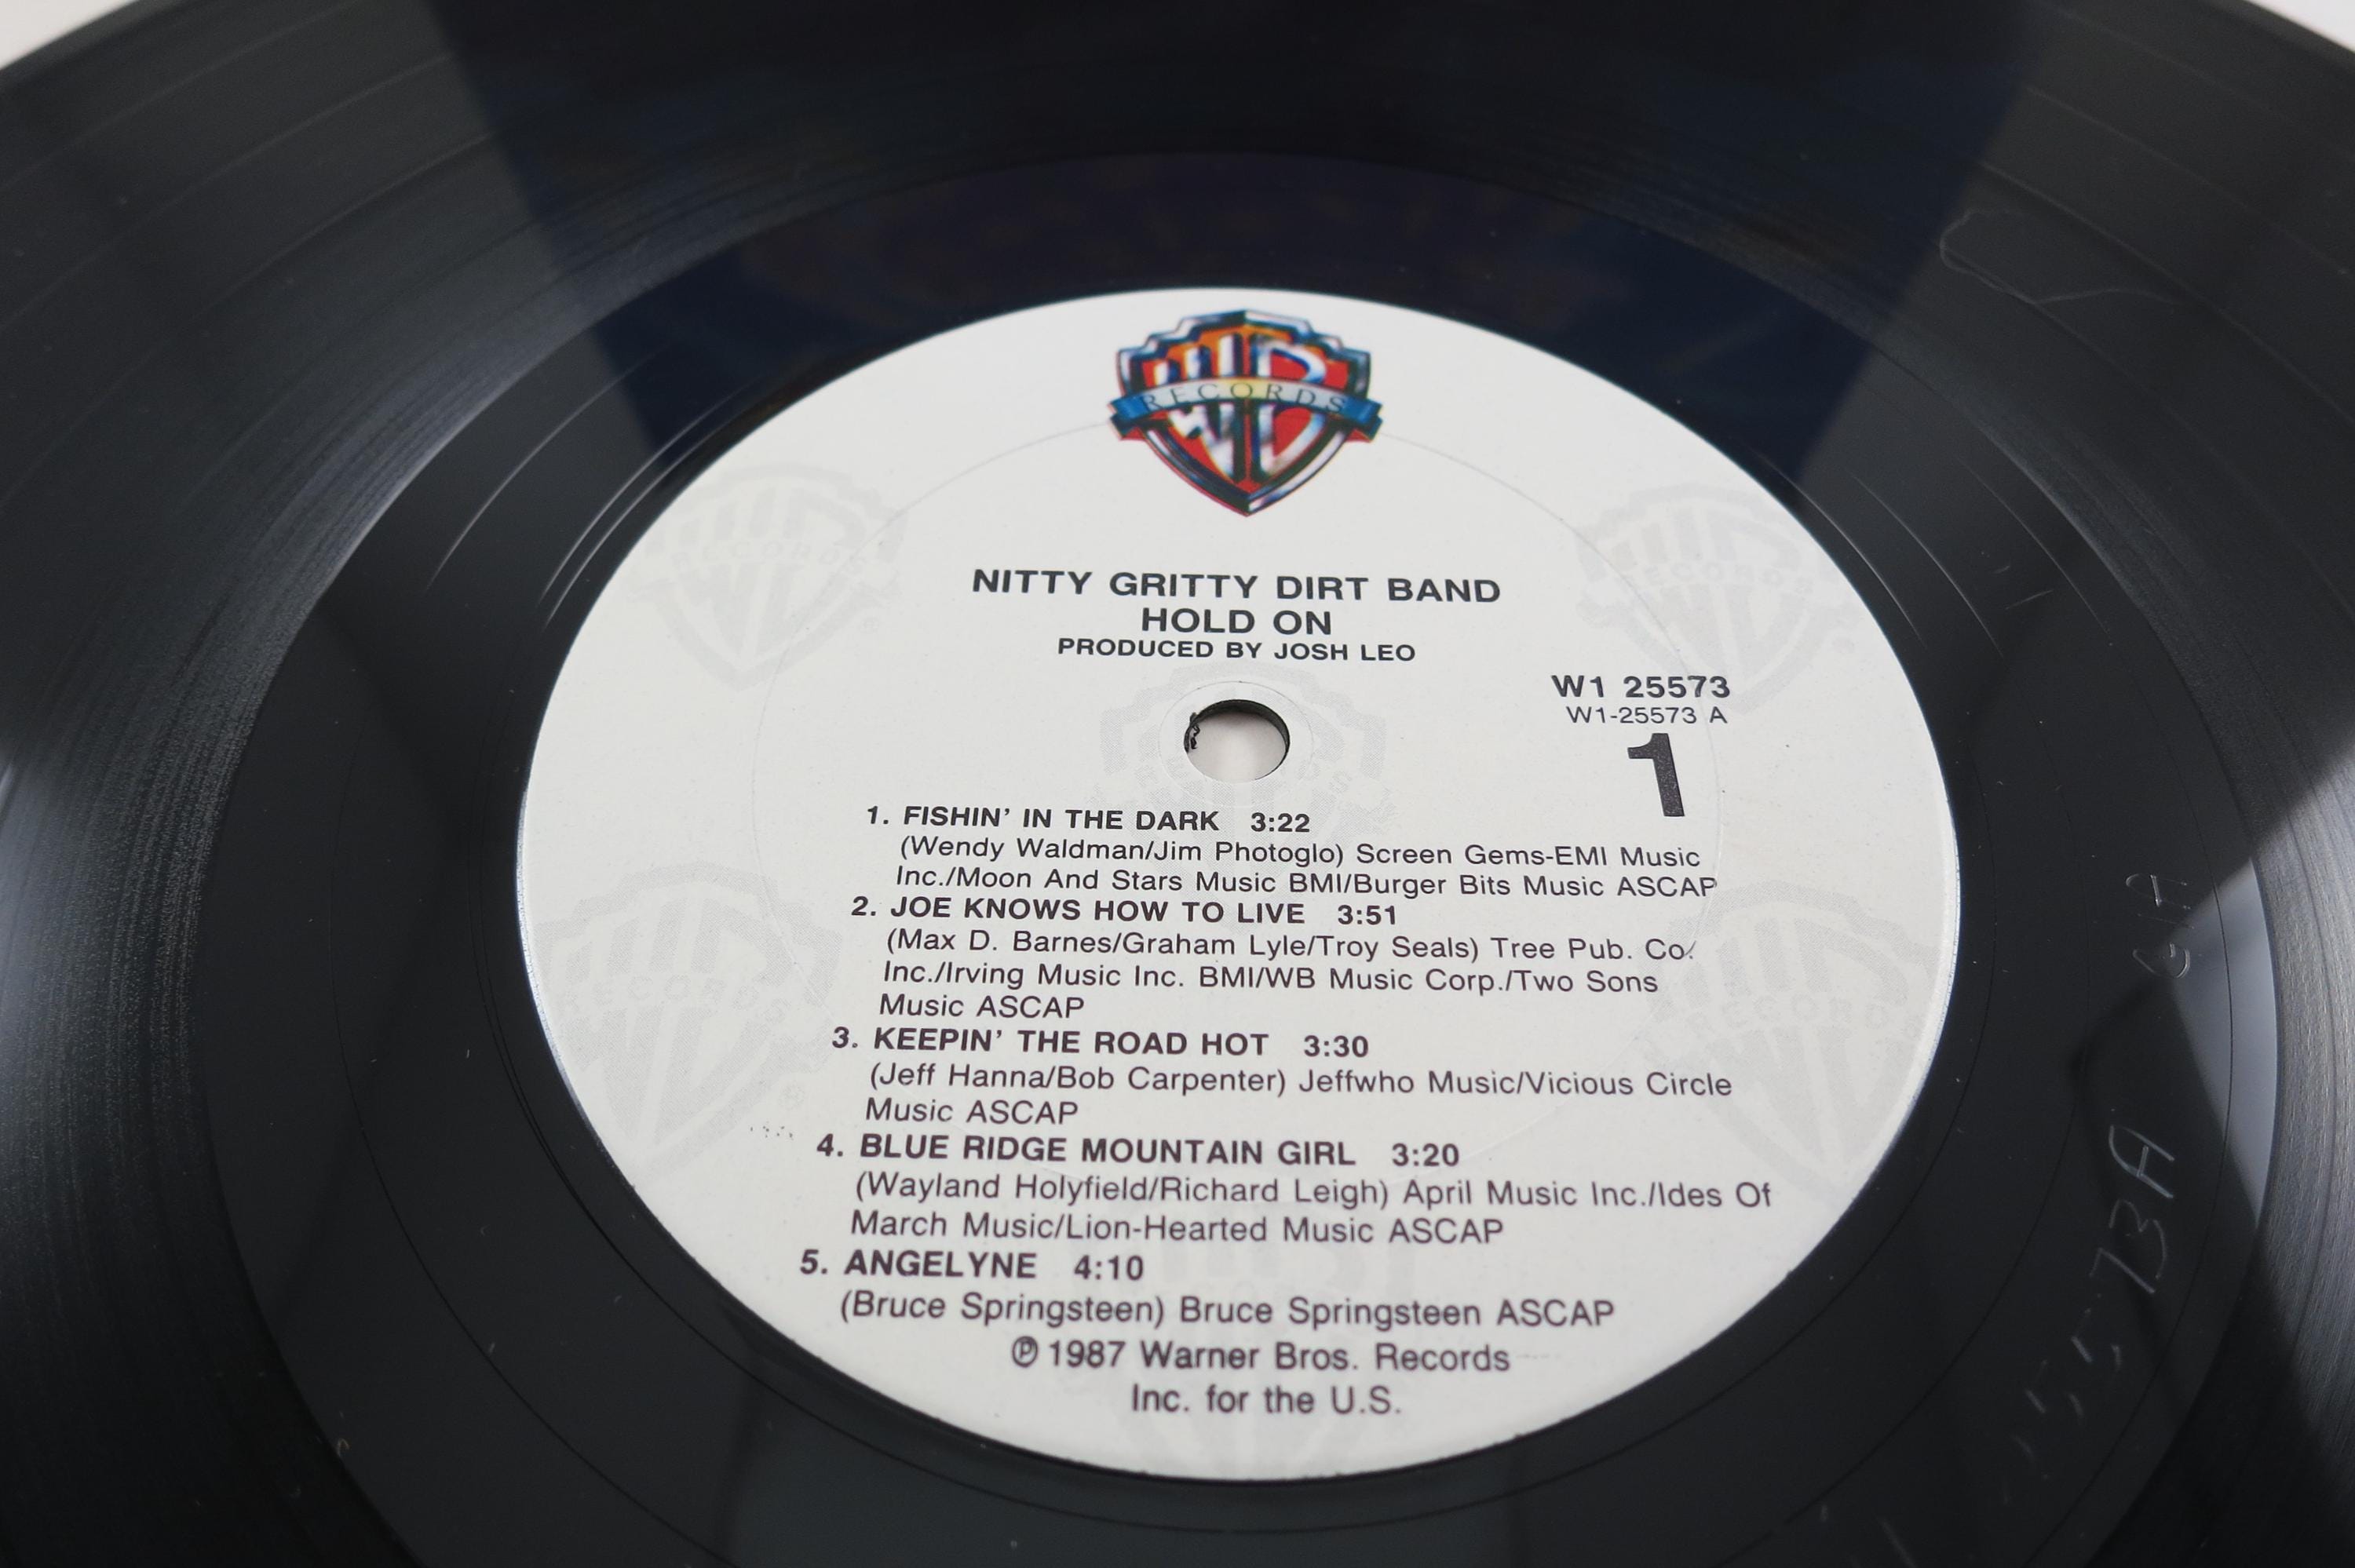 RECORDS
NITTY GRITTY DIRT BAND
HOLD ON
PRODUCED BY JOSH LEO
W1 25573
W1-25573 A
1
1. FISHIN' IN THE DARK 3:22
(Wendy Waldman/Jim Photoglo) Screen Gems-EMI Music
Inc./Moon And Stars Music BMI/Burger Bits Music ASCAP
2. JOE KNOWS HOW TO LIVE 3:51
(Max D. Barnes/Graham Lyle/Troy Seals) Tree Pub. Co.
Inc./Irving Music Inc. BMI/WB Music Corp./Two Sons
Music ASCAP
3. KEEPIN' THE ROAD HOT 3:30
(Jeff Hanna/Bob Carpenter) Jeffwho Music/Vicious Circle
Music ASCAP
4. BLUE RIDGE MOUNTAIN GIRL 3:20
(Wayland Holyfield/Richard Leigh) April Music Inc./Ides Of
March Music/Lion-Hearted Music ASCAP
5. ANGELYNE 4:10
(Bruce Springsteen) Bruce Springsteen ASCAP
℗ 1987 Warner Bros. Records
Inc. for the U.S.